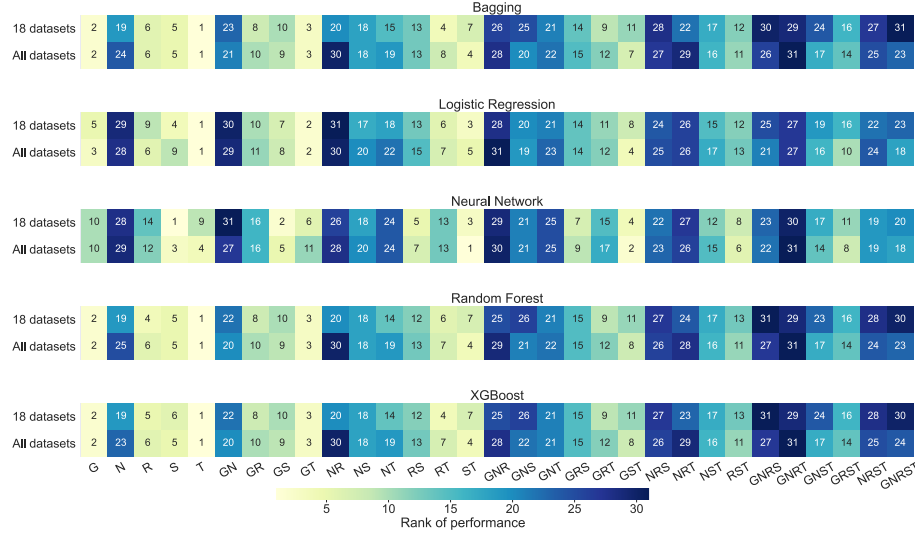 Bagging
18 datasets 2 19 6 5 1 23 8 10 3 20 18 15 13 4 7 26 25 21 14 9 11 28 22 17 12 30 29 24 16 27 31
All datasets 2 24 6 5 1 21 10 9 3 30 18 19 13 8 4 28 20 22 15 12 7 27 29 16 11 26 31 17 14 25 23
Logistic Regression
18 datasets 5 29 9 4 1 30 10 7 2 31 17 18 13 6 3 28 20 21 14 11 8 24 26 15 12 25 27 19 16 22 23
All datasets 3 28 6 9 1 29 11 8 2 30 20 22 15 7 5 31 19 23 14 12 4 25 26 17 13 21 27 16 10 24 18
Neural Network
18 datasets 10 28 14 1 9 31 16 2 6 26 18 24 5 13 3 29 21 25 7 15 4 22 27 12 8 23 30 17 11 19 20
All datasets 10 29 12 3 4 27 16 5 11 28 20 24 7 13 1 30 21 25 9 17 2 23 26 15 6 22 31 14 8 19 18
Random Forest
18 datasets 2 19 4 5 1 22 8 10 3 20 18 14 12 6 7 25 26 21 15 9 11 27 24 17 13 31 29 23 16 28 30
All datasets 2 25 6 5 1 20 10 9 3 30 18 19 13 7 4 29 21 22 15 12 8 26 28 16 11 27 31 17 14 24 23
XGBoost
18 datasets 2 19 5 6 1 22 8 10 3 20 18 14 12 4 7 25 26 21 15 9 11 27 23 17 13 31 29 24 16 28 30
All datasets 2 23 6 5 1 20 10 9 3 30 18 19 13 7 4 28 22 21 15 12 8 26 29 16 11 27 31 17 14 25 24
G N R S T GN GR GS GT NR NS NT RS RT ST GNR GNS GNT GRS GRT GST NRS NRT NST RST GNRS GNRT GNST GRST NRST GNRST
5 10 15 20 25 30
Rank of performance